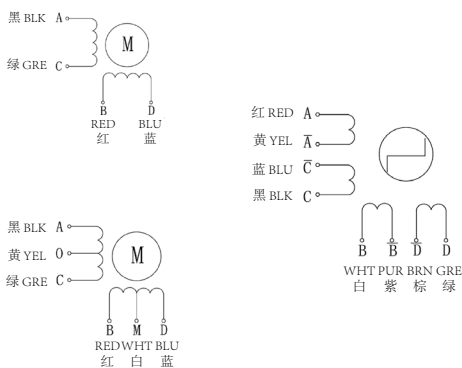 黑 BLK A
M
绿 GRE C
B D
RED BLU
红 蓝
红 RED A
黄 YEL A̅
蓝 BLU C̅
黑 BLK C
B B̅ D̅ D
WHT PUR BRN GRE
白 紫 棕 绿
黑 BLK A
黄 YEL O
M
绿 GRE C
B M D
RED WHT BLU
红 白 蓝